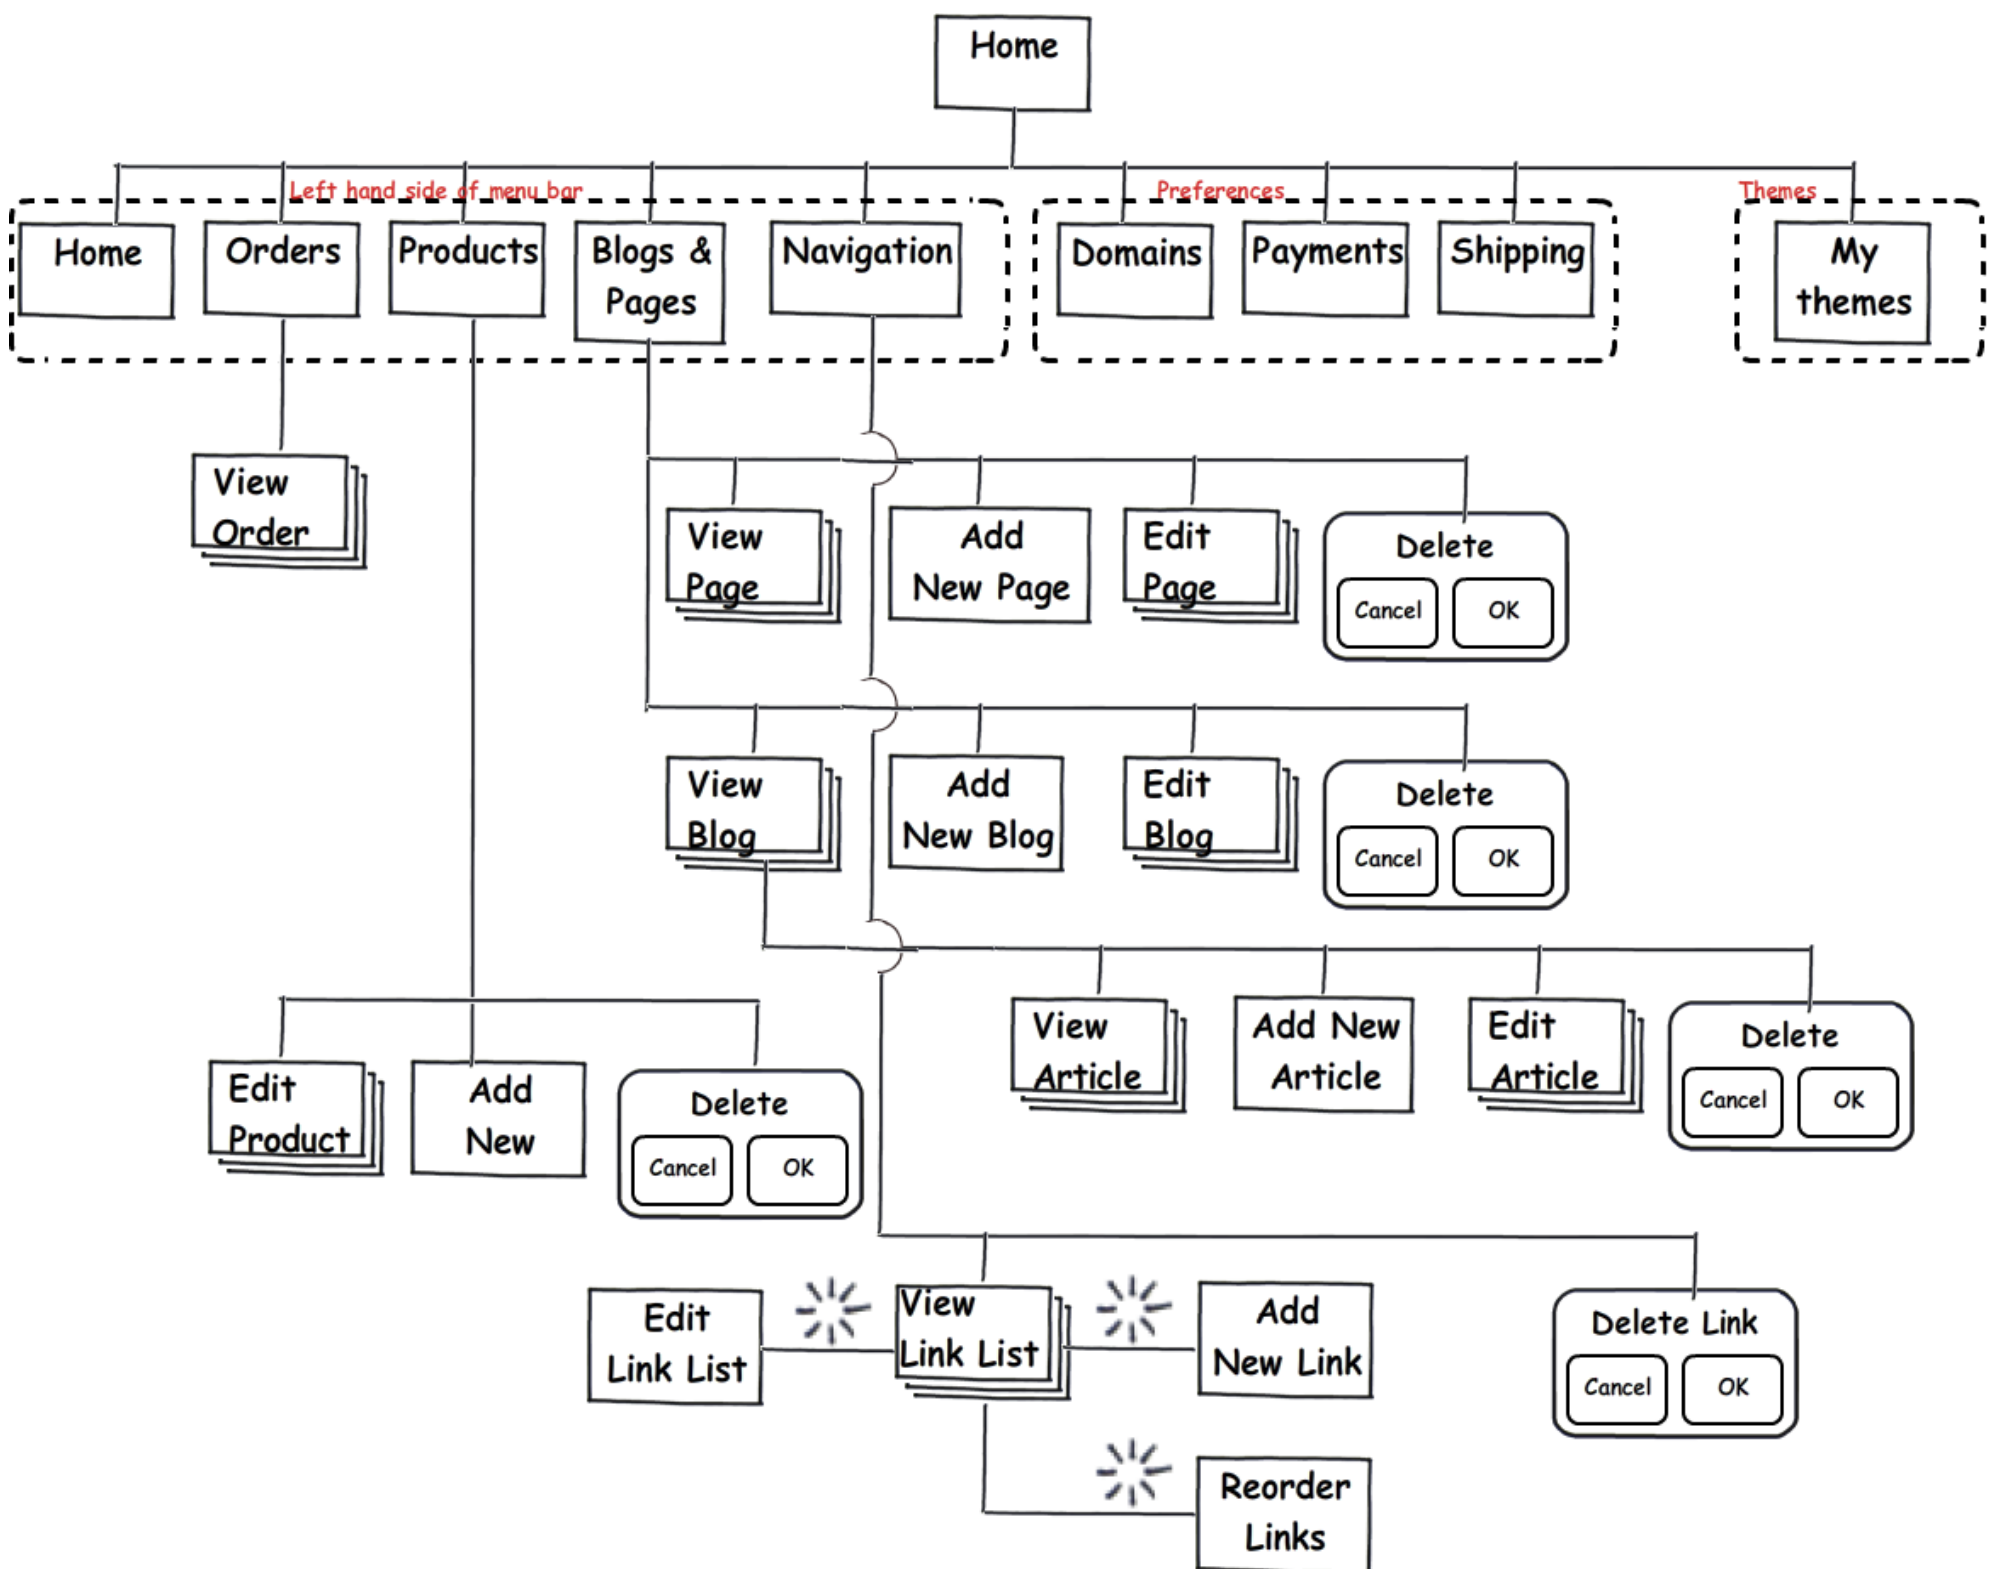 Home
Left hand side of menu bar
Preferences
Themes
Home
Orders
Products
Blogs &
Pages
Navigation
Domains
Payments
Shipping
My
themes
View
Order
View
Page
Add
New Page
Edit
Page
Delete
Cancel
OK
View
Blog
Add
New Blog
Edit
Blog
Delete
Cancel
OK
View
Article
Add New
Article
Edit
Article
Delete
Cancel
OK
Edit
Product
Add
New
Delete
Cancel
OK
Edit
Link List
View
Link List
Add
New Link
Delete Link
Cancel
OK
Reorder
Links